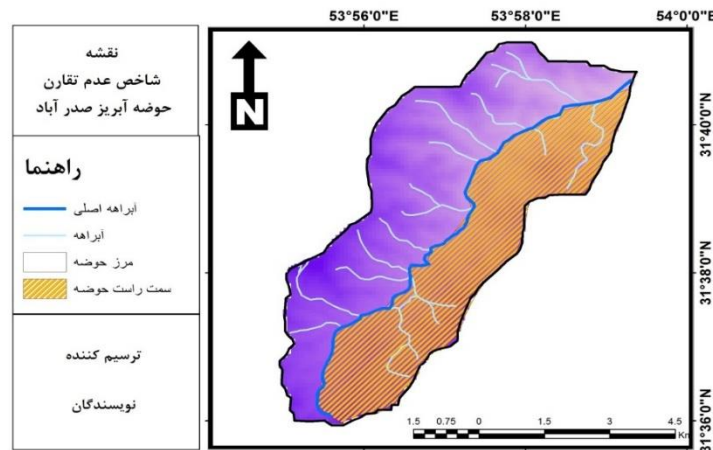 نقشه
شاخص عدم تقارن
حوضه آبریز صدر آباد
راهنما
آبراهه اصلی
آبراهه
مرز حوضه
سمت راست حوضه
ترسیم کننده
نویسندگان
53°56'0"E
53°58'0"E
54°0'0"E
N
31°40'0"N
31°38'0"N
31°36'0"N
1.5 0.75 0 1.5 3 4.5
Km